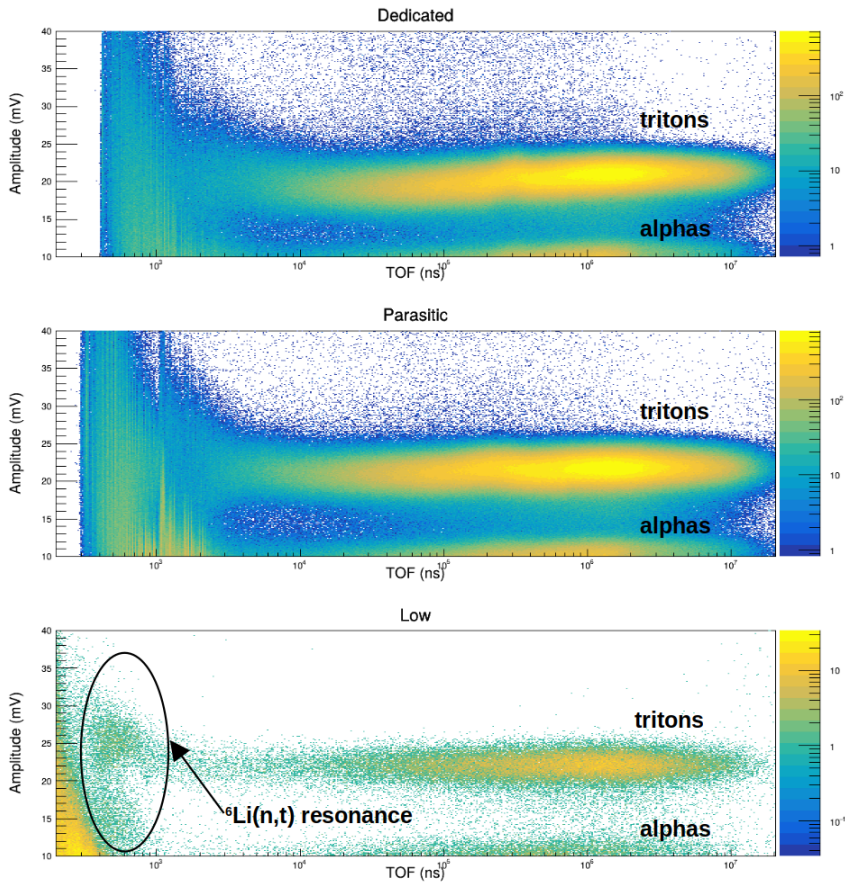 Dedicated
Amplitude (mV)
40
35
30
25
20
15
10
tritons
alphas
10²
10
1
10³
10⁴
10⁵
10⁶
10⁷
TOF (ns)
Parasitic
Amplitude (mV)
40
35
30
25
20
15
10
tritons
alphas
10²
10
1
10³
10⁴
10⁵
10⁶
10⁷
TOF (ns)
Low
Amplitude (mV)
40
35
30
25
20
15
10
tritons
⁶Li(n,t) resonance
alphas
10
1
10⁻¹
10³
10⁴
10⁵
10⁶
10⁷
TOF (ns)